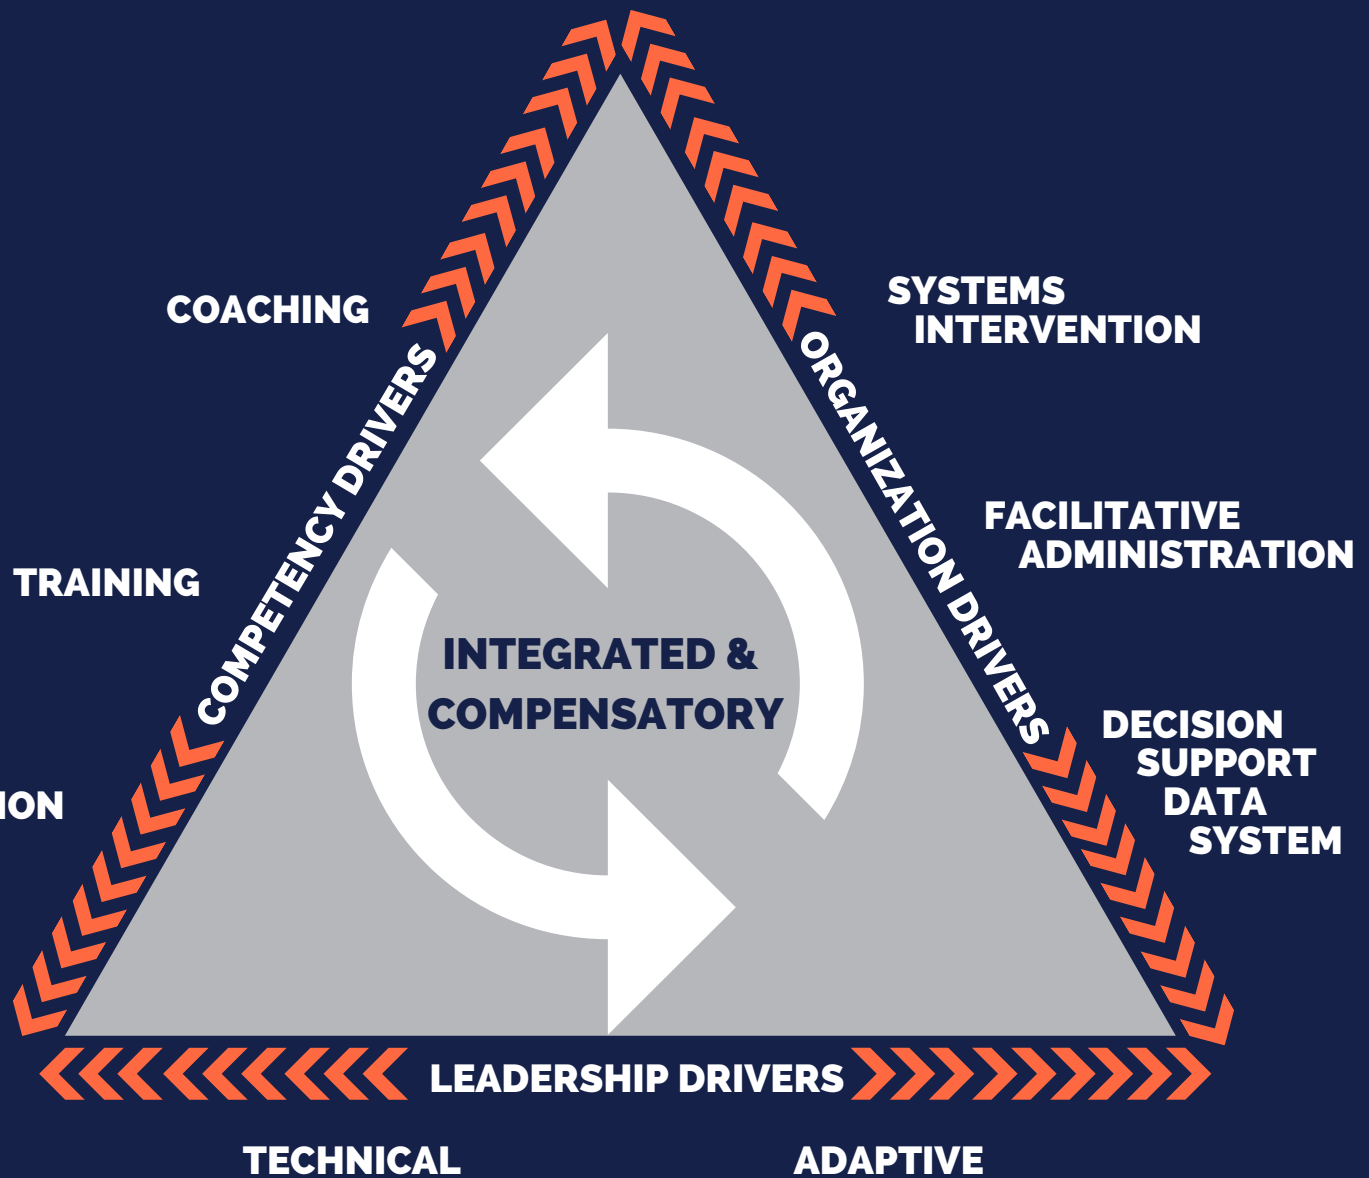 COACHING
TRAINING
COMPETENCY DRIVERS
SYSTEMS
INTERVENTION
FACILITATIVE
ADMINISTRATION
DECISION
SUPPORT
DATA
SYSTEM
ORGANIZATION DRIVERS
INTEGRATED &
COMPENSATORY
LEADERSHIP DRIVERS
TECHNICAL
ADAPTIVE